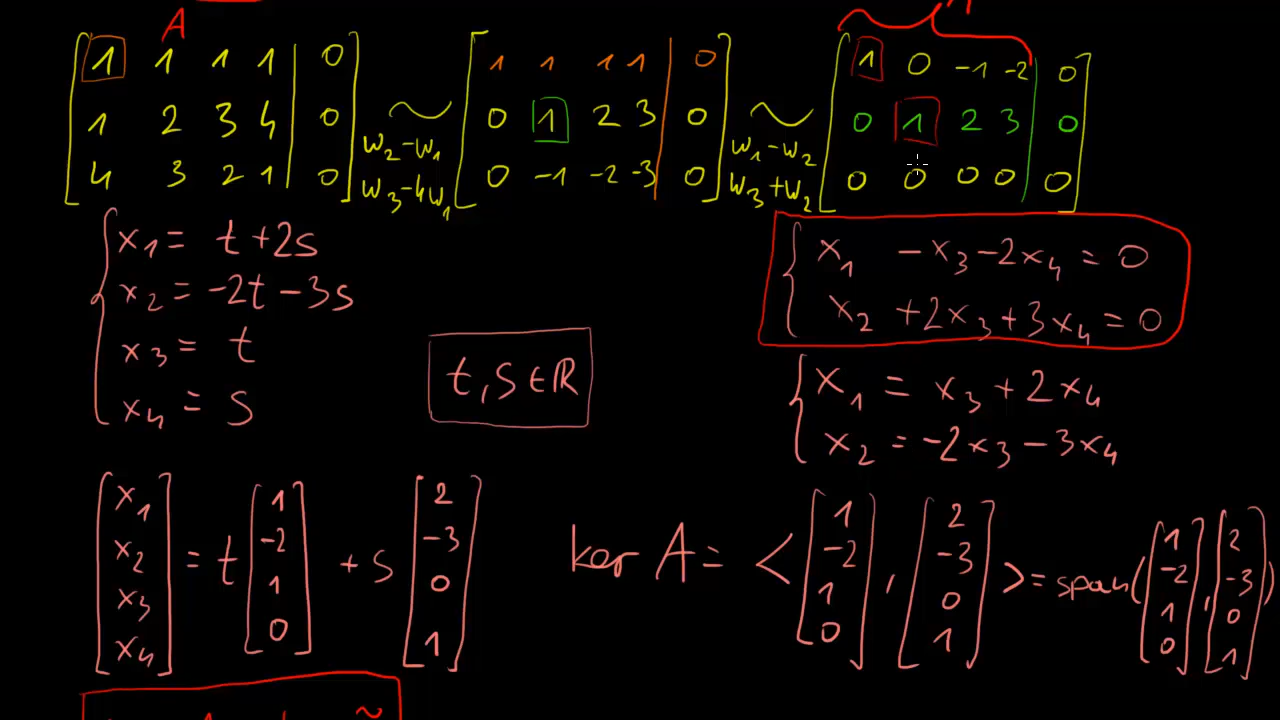 A
[1 1 1 1 | 0] [1 1 1 1 | 0] [1 0 -1 -2 | 0]
[1 2 3 4 | 0] ~ [0 1 2 3 | 0] ~ [0 1 2 3 | 0]
w₂-w₁ w₁-w₂
[4 3 2 1 | 0] [0 -1 -2 -3 | 0] [0 0 0 0 | 0]
w₃-4w₁ w₃+w₂
x₁ = t+2s
x₂ = -2t-3s
x₃ = t
x₄ = s
t,s∈ℝ
x₁ -x₃-2x₄=0
x₂ +2x₃+3x₄=0
x₁ = x₃+2x₄
x₂ = -2x₃-3x₄
[x₁ x₂ x₃ x₄] = t [1 -2 1 0] + s [2 -3 0 1]
ker A = <[1 -2 1 0], [2 -3 0 1]> = span([1 -2 1 0], [2 -3 0 1])